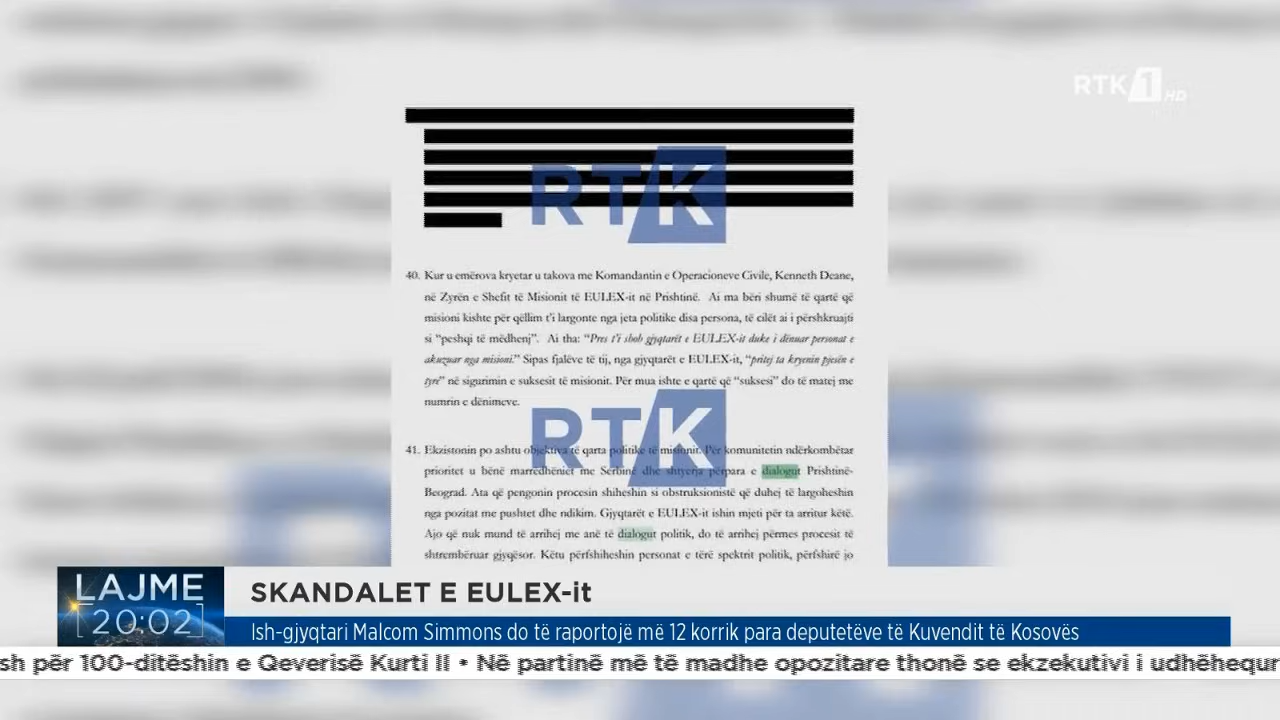 RTK 1 HD
RTK
40. Kur u emërova kryetar u takova me Komandantin e Operacioneve Civile, Kenneth Deane,
në Zyrën e Shefit të Misionit të EULEX-it në Prishtinë. Ai ma bëri shumë të qartë që
misioni kishte për qëllim t'i largonte nga jeta politike disa persona, të cilët ai i përshkruajti
si “peshqi të mëdhenj”. Ai tha: “Pres t'i shoh gjyqtarët e EULEX-it duke i dënuar personat e
akuzuar nga misioni.” Sipas fjalëve të tij, nga gjyqtarët e EULEX-it, “pritej ta kryenin pjesën e
tyre” në sigurimin e suksesit të misionit. Për mua ishte e qartë që “suksesi” do të matej me
numrin e dënimeve.
RTK
41. Ekzistonin po ashtu objektiva të qarta politike të misionit. Për komunitetin ndërkombëtar
prioritet u bënë marrëdhëniet me Serbinë dhe shtyerja përpara e dialogut Prishtinë-
Beograd. Ata që pengonin procesin shiheshin si obstruksionistë që duhej të largoheshin
nga pozitat me pushtet dhe ndikim. Gjyqtarët e EULEX-it ishin mjeti për ta arritur këtë.
Ajo që nuk mund të arrihej me anë të dialogut politik, do të arrihej përmes procesit të
shtrembëruar gjyqësor. Këtu përfshiheshin personat e tërë spektrit politik, përfshirë jo
LAJME
20:02
SKANDALET E EULEX-it
Ish-gjyqtari Malcom Simmons do të raportojë më 12 korrik para deputetëve të Kuvendit të Kosovës
sh për 100-ditëshin e Qeverisë Kurti II • Në partinë më të madhe opozitare thonë se ekzekutivi i udhëhequr